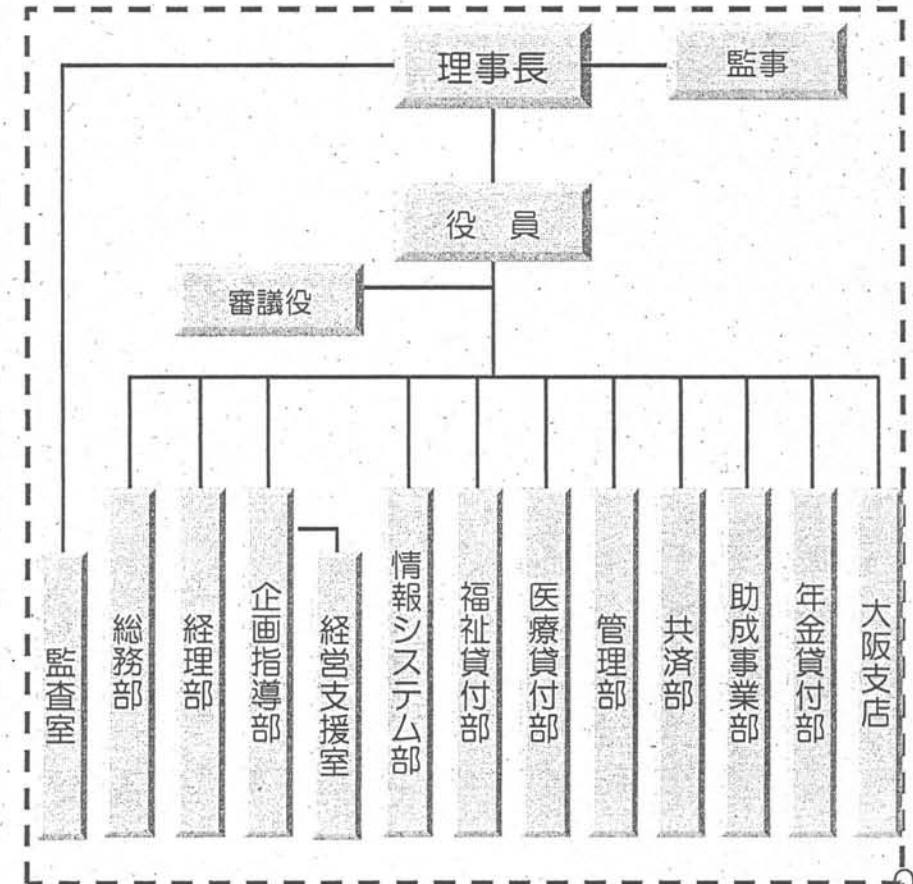 理事長
監事
役員
審議役
監査室
総務部
経理部
企画指導部
経営支援室
情報システム部
福祉貸付部
医療貸付部
管理部
共済部
助成事業部
年金貸付部
大阪支店